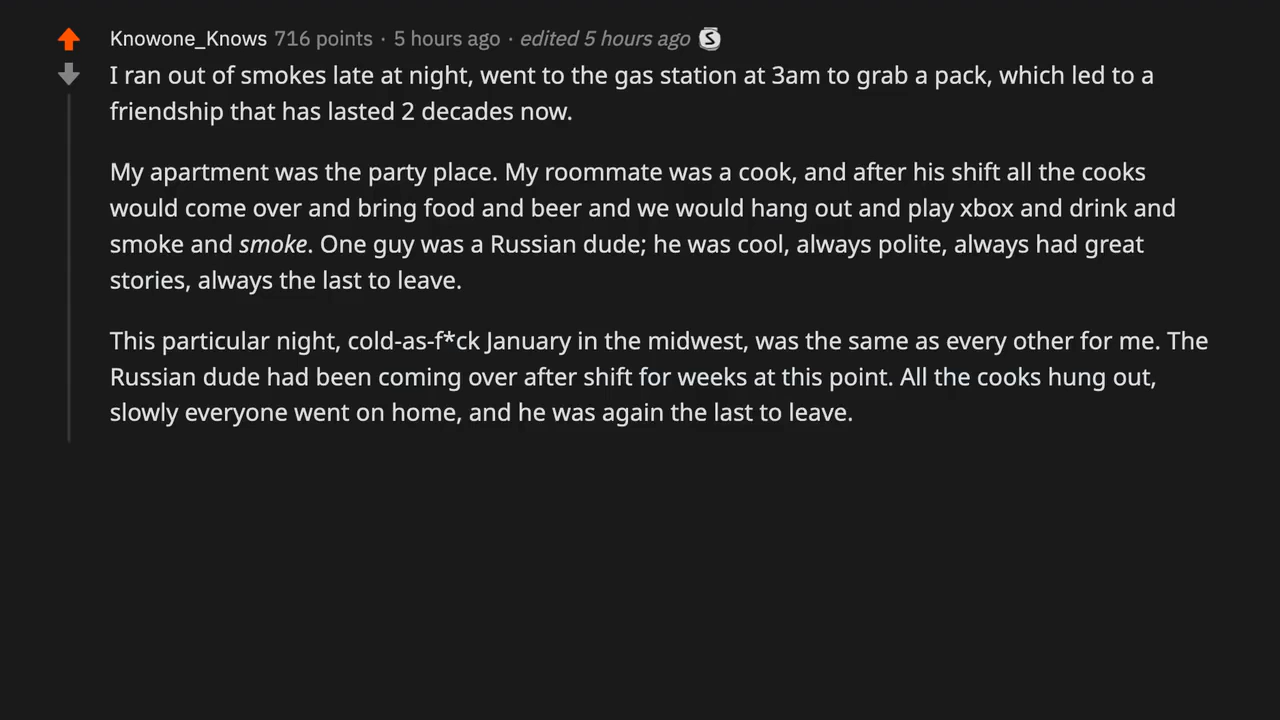 Knowone_Knows 716 points · 5 hours ago · edited 5 hours ago S
I ran out of smokes late at night, went to the gas station at 3am to grab a pack, which led to a
friendship that has lasted 2 decades now.
My apartment was the party place. My roommate was a cook, and after his shift all the cooks
would come over and bring food and beer and we would hang out and play xbox and drink and
smoke and smoke. One guy was a Russian dude; he was cool, always polite, always had great
stories, always the last to leave.
This particular night, cold-as-f*ck January in the midwest, was the same as every other for me. The
Russian dude had been coming over after shift for weeks at this point. All the cooks hung out,
slowly everyone went on home, and he was again the last to leave.